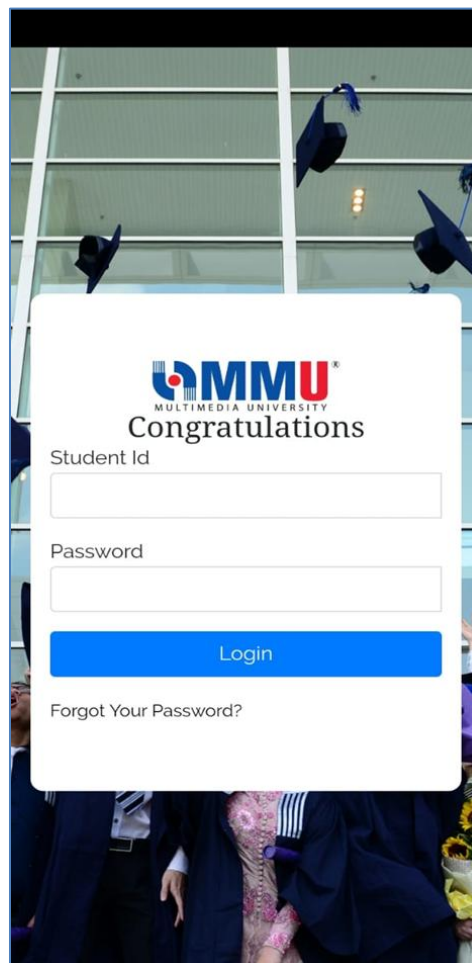 MMU®
MULTIMEDIA UNIVERSITY
Congratulations
Student Id
Password
Login
Forgot Your Password?